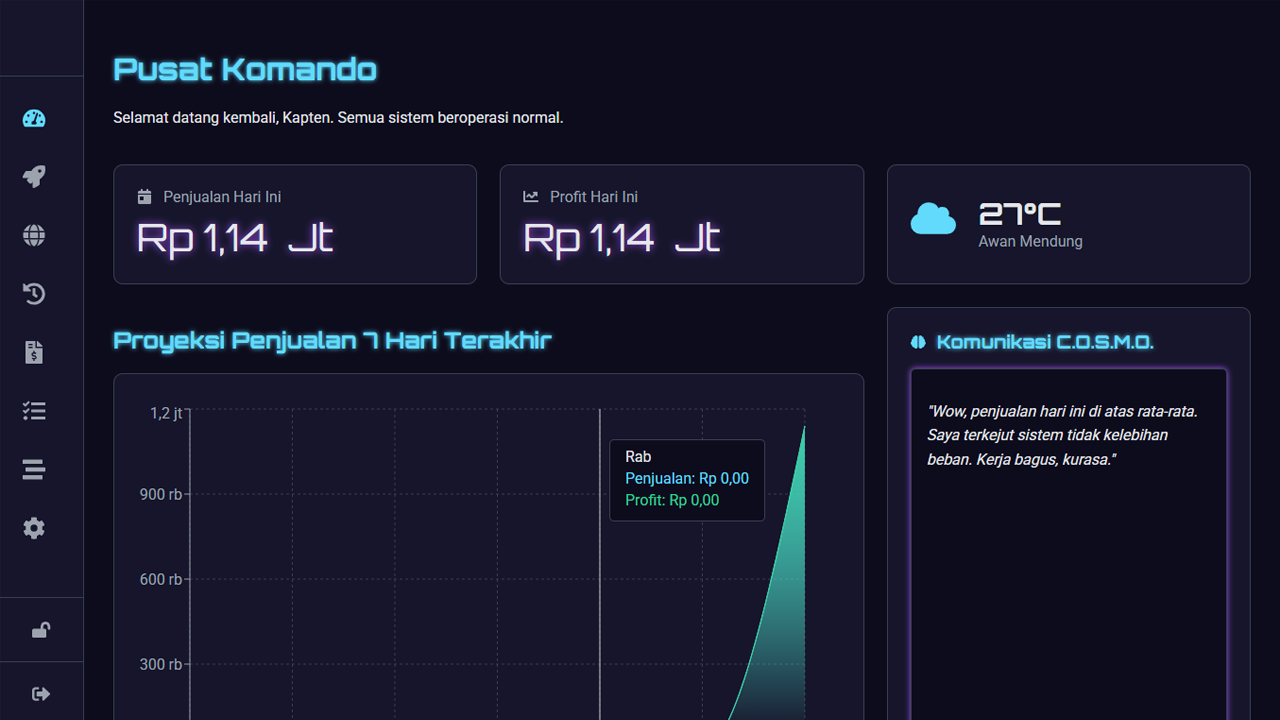 Pusat Komando
Selamat datang kembali, Kapten. Semua sistem beroperasi normal.
Penjualan Hari Ini
Rp 1,14 Jt
Profit Hari Ini
Rp 1,14 Jt
27°C
Awan Mendung
Proyeksi Penjualan 7 Hari Terakhir
1,2 jt
900 rb
600 rb
300 rb
Rab
Penjualan: Rp 0,00
Profit: Rp 0,00
Komunikasi C.O.S.M.O.
"Wow, penjualan hari ini di atas rata-rata.
Saya terkejut sistem tidak kelebihan
beban. Kerja bagus, kurasa."